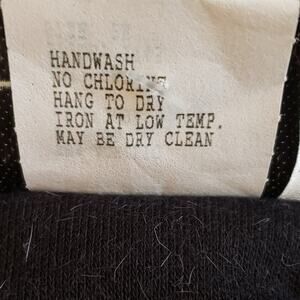 HANDWASH
NO CHLORINE
HANG TO DRY
IRON AT LOW TEMP.
MAY BE DRY CLEAN